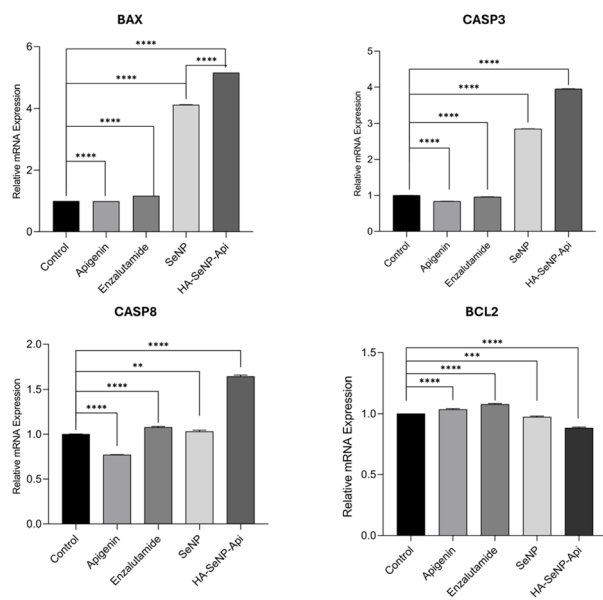 BAX
Relative mRNA Expression
6
4
2
0
****
****
****
****
****
Control
Apigenin
Enzalutamide
SeNP
HA-SeNP-Api
CASP3
Relative mRNA Expression
5
4
3
2
1
0
****
****
****
****
Control
Apigenin
Enzalutamide
SeNP
HA-SeNP-Api
CASP8
Relative mRNA Expression
2.0
1.5
1.0
0.5
0.0
****
**
****
****
Control
Apigenin
Enzalutamide
SeNP
HA-SeNP-Api
BCL2
Relative mRNA Expression
1.5
1.0
0.5
0.0
****
***
****
****
Control
Apigenin
Enzalutamide
SeNP
HA-SeNP-Api